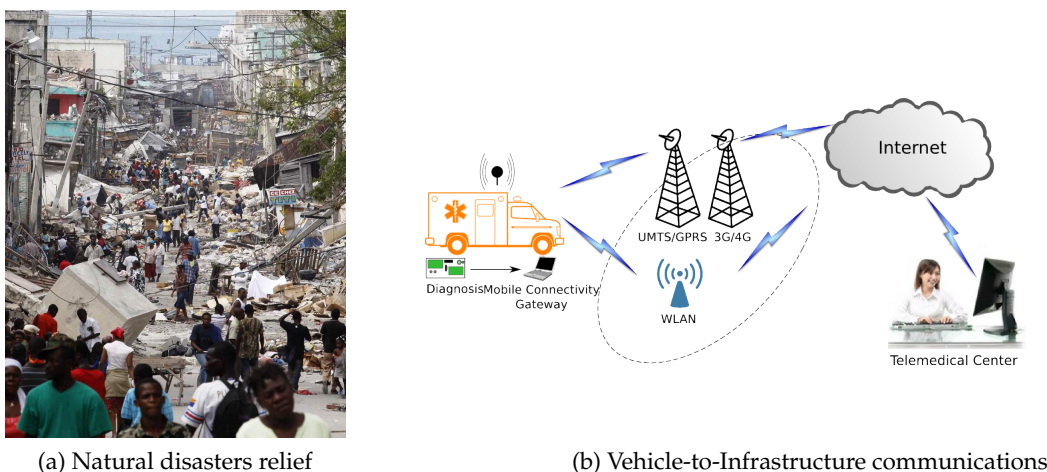 Internet
UMTS/GPRS 3G/4G
Diagnosis Mobile Connectivity
Gateway
WLAN
Telemedical Center
(a) Natural disasters relief
(b) Vehicle-to-Infrastructure communications